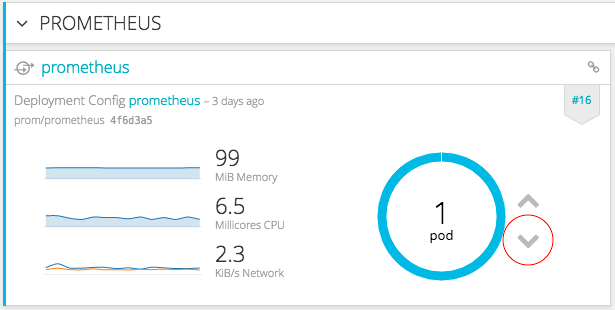 PROMETHEUS
prometheus
Deployment Config prometheus – 3 days ago
#16
prom/prometheus 4f6d3a5
99
MiB Memory
6.5
Millicores CPU
2.3
KiB/s Network
1
pod